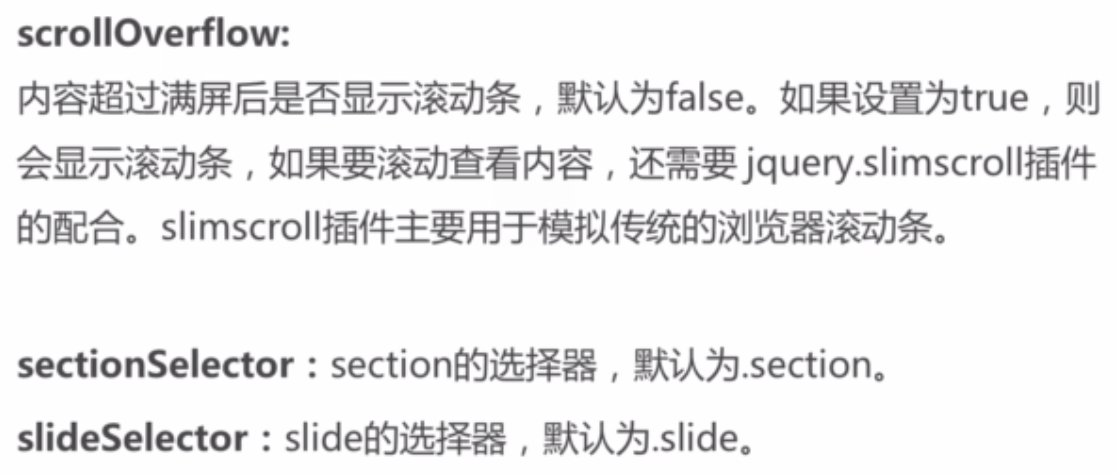 scrollOverflow:
内容超过满屏后是否显示滚动条，默认为false。如果设置为true，则
会显示滚动条，如果要滚动查看内容，还需要 jquery.slimscroll插件
的配合。slimscroll插件主要用于模拟传统的浏览器滚动条。
sectionSelector：section的选择器，默认为.section。
slideSelector：slide的选择器，默认为.slide。